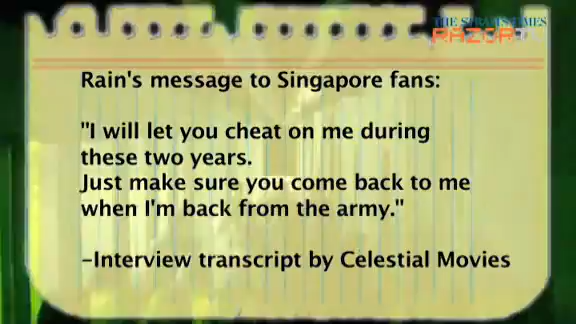 THE STRAITS TIMES
RAZOR
Rain's message to Singapore fans:
"I will let you cheat on me during
these two years.
Just make sure you come back to me
when I'm back from the army."
-Interview transcript by Celestial Movies